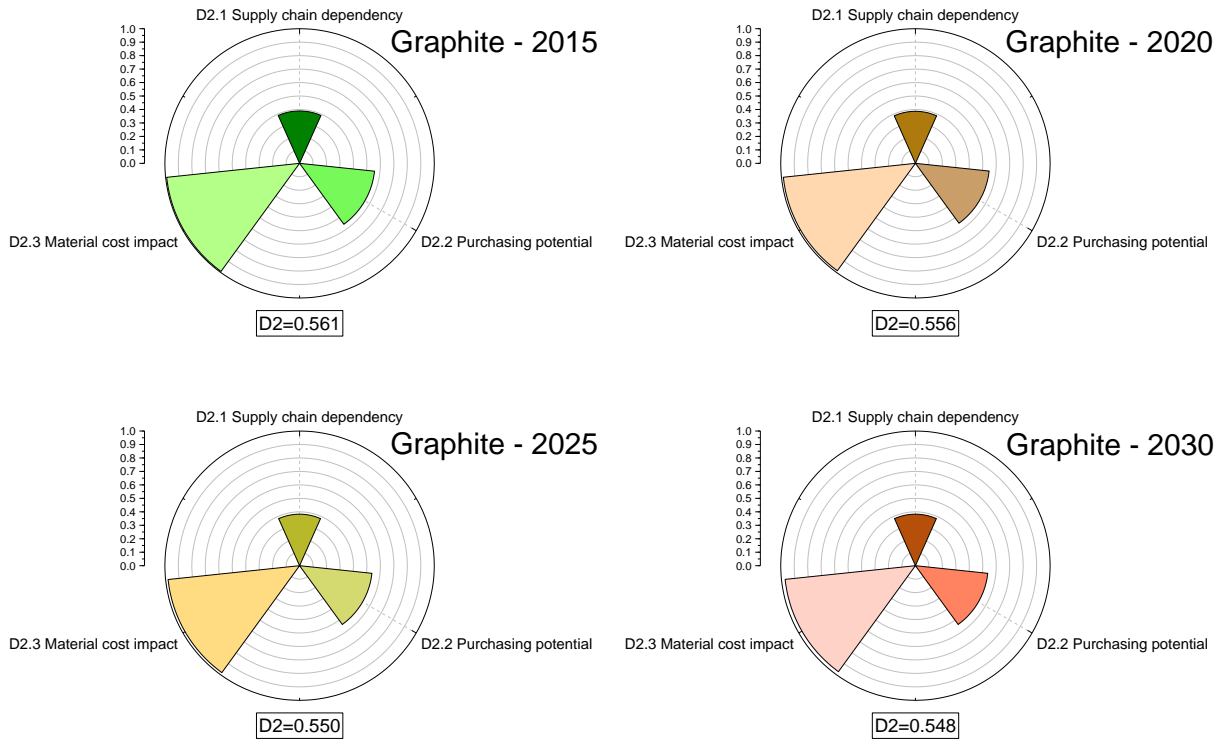 D2.1 Supply chain dependency
Graphite - 2015
1.0
0.9
0.8
0.7
0.6
0.5
0.4
0.3
0.2
0.1
0.0
D2.3 Material cost impact
D2.2 Purchasing potential
D2=0.561
D2.1 Supply chain dependency
Graphite - 2020
1.0
0.9
0.8
0.7
0.6
0.5
0.4
0.3
0.2
0.1
0.0
D2.3 Material cost impact
D2.2 Purchasing potential
D2=0.556
D2.1 Supply chain dependency
Graphite - 2025
1.0
0.9
0.8
0.7
0.6
0.5
0.4
0.3
0.2
0.1
0.0
D2.3 Material cost impact
D2.2 Purchasing potential
D2=0.550
D2.1 Supply chain dependency
Graphite - 2030
1.0
0.9
0.8
0.7
0.6
0.5
0.4
0.3
0.2
0.1
0.0
D2.3 Material cost impact
D2.2 Purchasing potential
D2=0.548